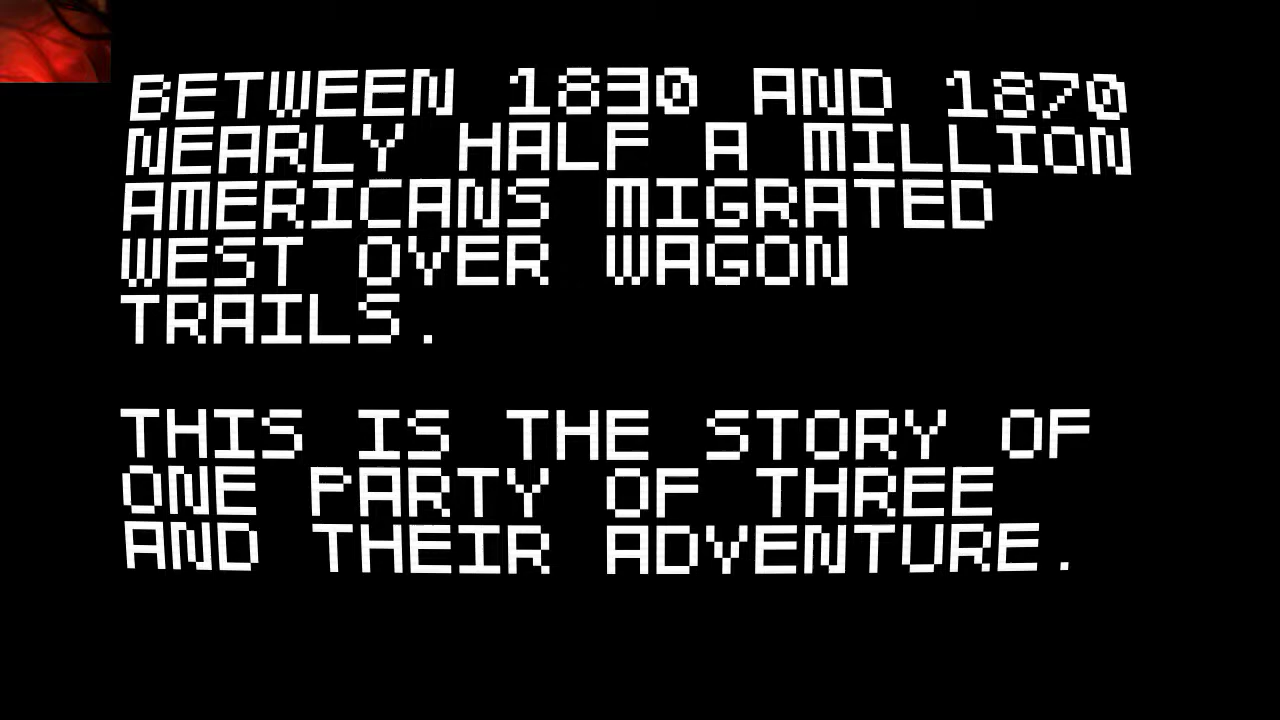 BETWEEN 1830 AND 1870
NEARLY HALF A MILLION
AMERICANS MIGRATED
WEST OVER WAGON
TRAILS.
THIS IS THE STORY OF
ONE PARTY OF THREE
AND THEIR ADVENTURE.